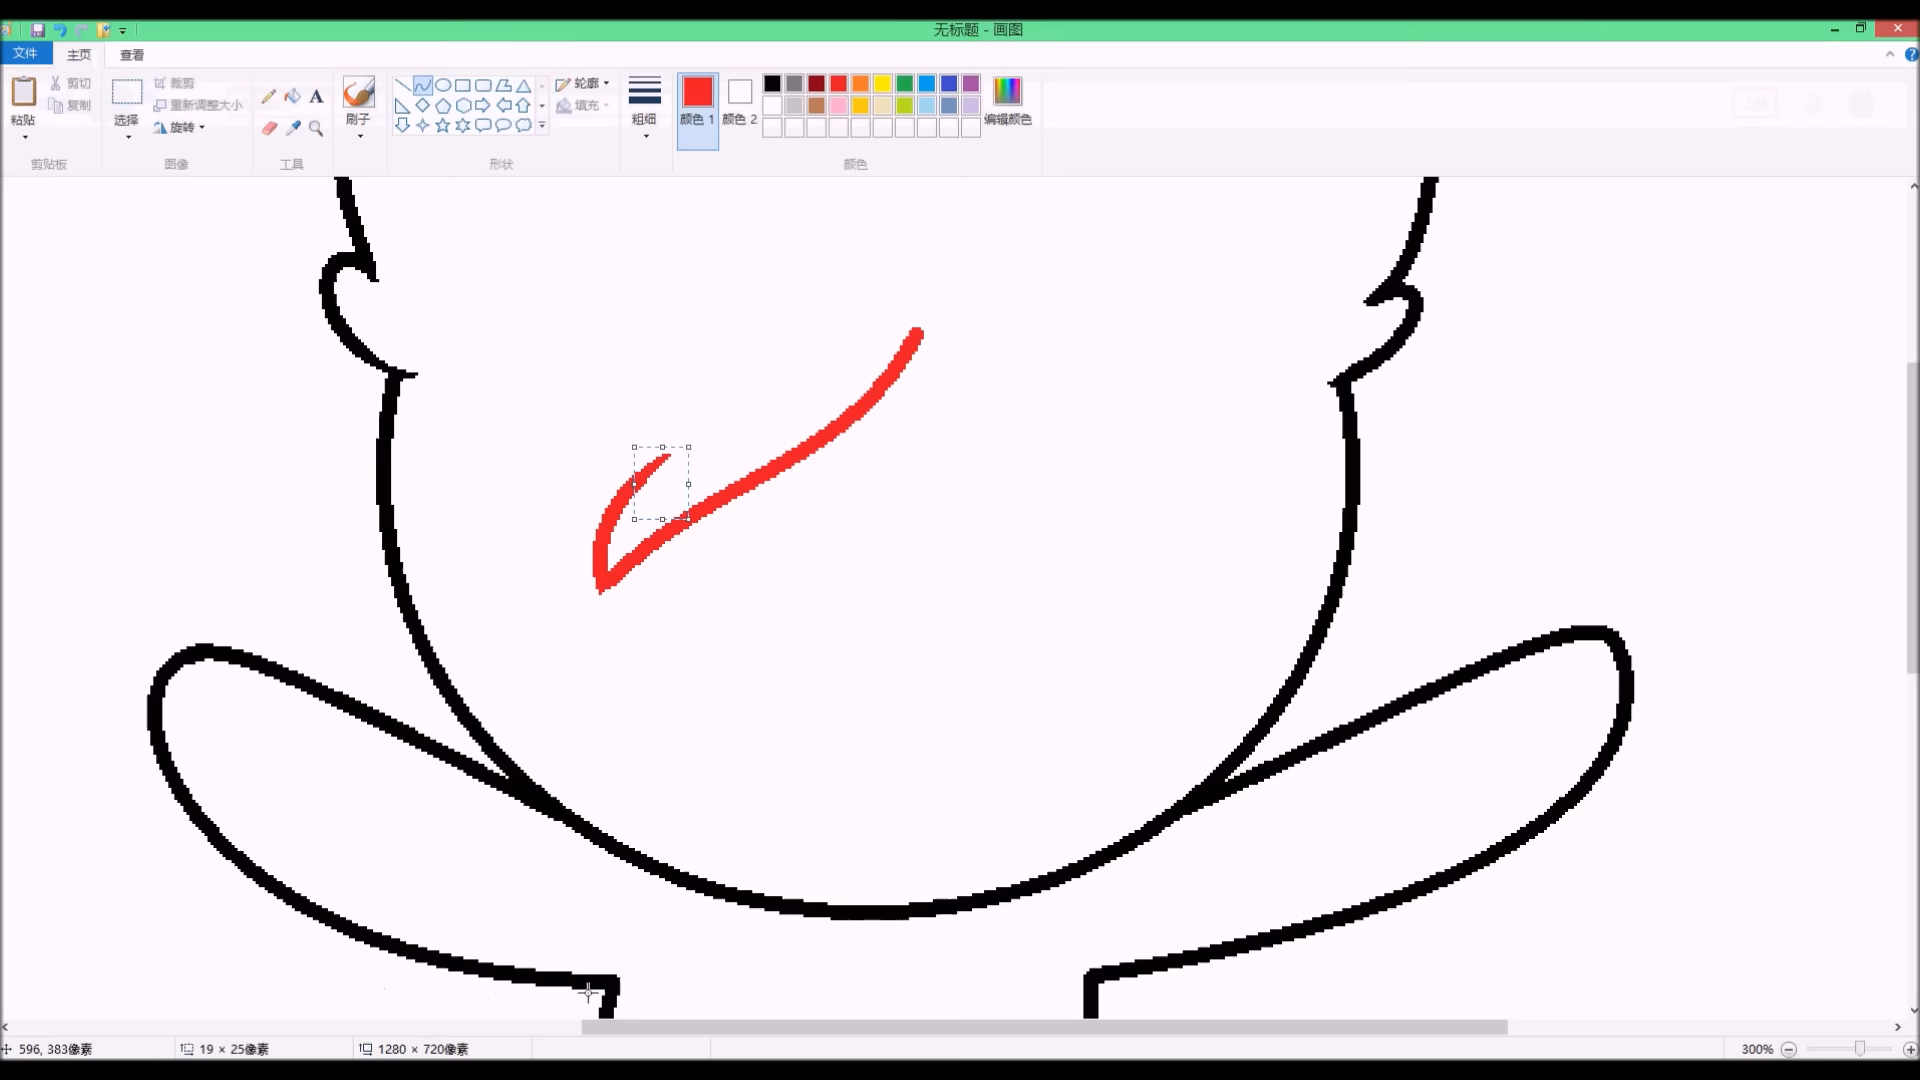 无标题 - 画图
文件 主页 查看
粘贴
剪切
复制
剪贴板
选择
裁剪
重新调整大小
旋转
图像
A
工具
刷子
形状
轮廓
填充
粗细
颜色 1
颜色 2
编辑颜色
颜色
596, 383像素
19 × 25像素
1280 × 720像素
300%